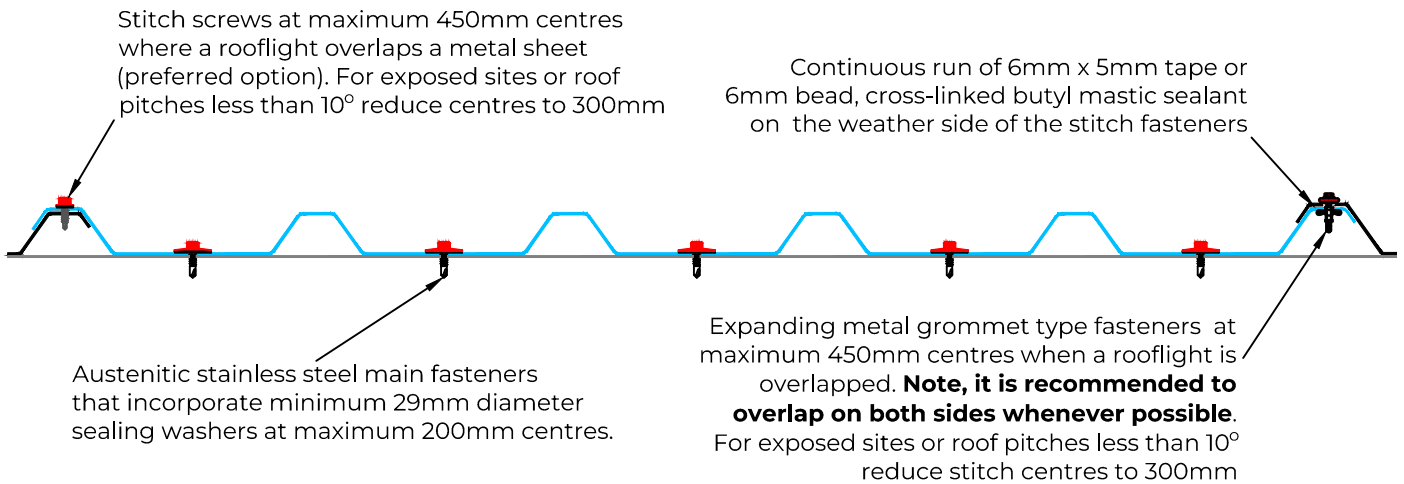 Stitch screws at maximum 450mm centres
where a rooflight overlaps a metal sheet
(preferred option). For exposed sites or roof
pitches less than 10° reduce centres to 300mm
Continuous run of 6mm x 5mm tape or
6mm bead, cross-linked butyl mastic sealant
on the weather side of the stitch fasteners
Austenitic stainless steel main fasteners
that incorporate minimum 29mm diameter
sealing washers at maximum 200mm centres.
Expanding metal grommet type fasteners at
maximum 450mm centres when a rooflight is
overlapped. Note, it is recommended to
overlap on both sides whenever possible.
For exposed sites or roof pitches less than 10°
reduce stitch centres to 300mm